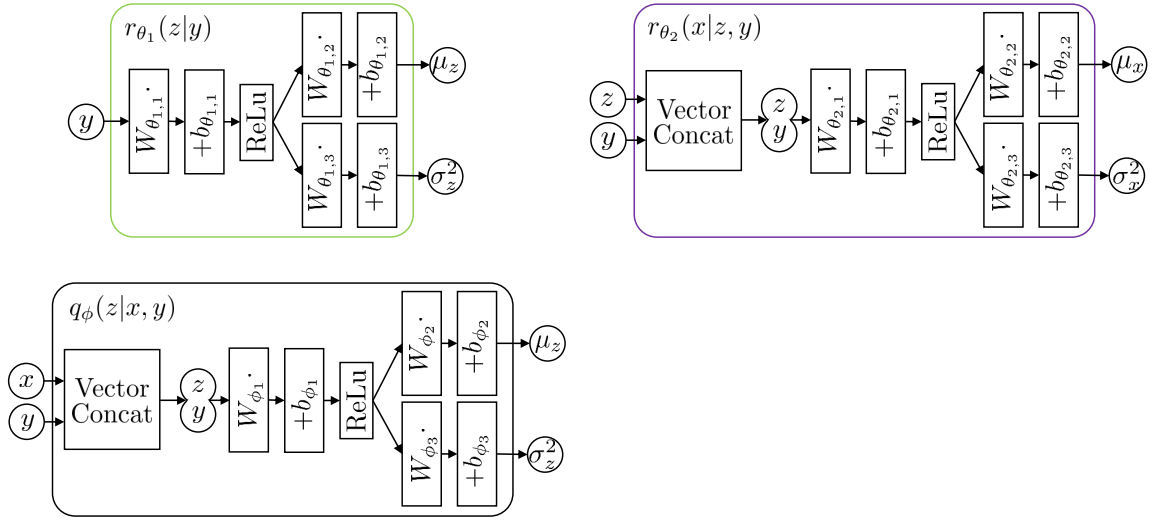 r_{θ_1}(z|y)
y
W_{θ_{1,1}}·
+b_{θ_{1,1}}
ReLu
W_{θ_{1,2}}·
+b_{θ_{1,2}}
μ_z
W_{θ_{1,3}}·
+b_{θ_{1,3}}
σ_z^2
r_{θ_2}(x|z, y)
z
y
Vector
Concat
z
y
W_{θ_{2,1}}·
+b_{θ_{2,1}}
ReLu
W_{θ_{2,2}}·
+b_{θ_{2,2}}
μ_x
W_{θ_{2,3}}·
+b_{θ_{2,3}}
σ_x^2
q_ϕ(z|x, y)
x
y
Vector
Concat
z
y
W_{ϕ_1}·
+b_{ϕ_1}
ReLu
W_{ϕ_2}·
+b_{ϕ_2}
μ_z
W_{ϕ_3}·
+b_{ϕ_3}
σ_z^2